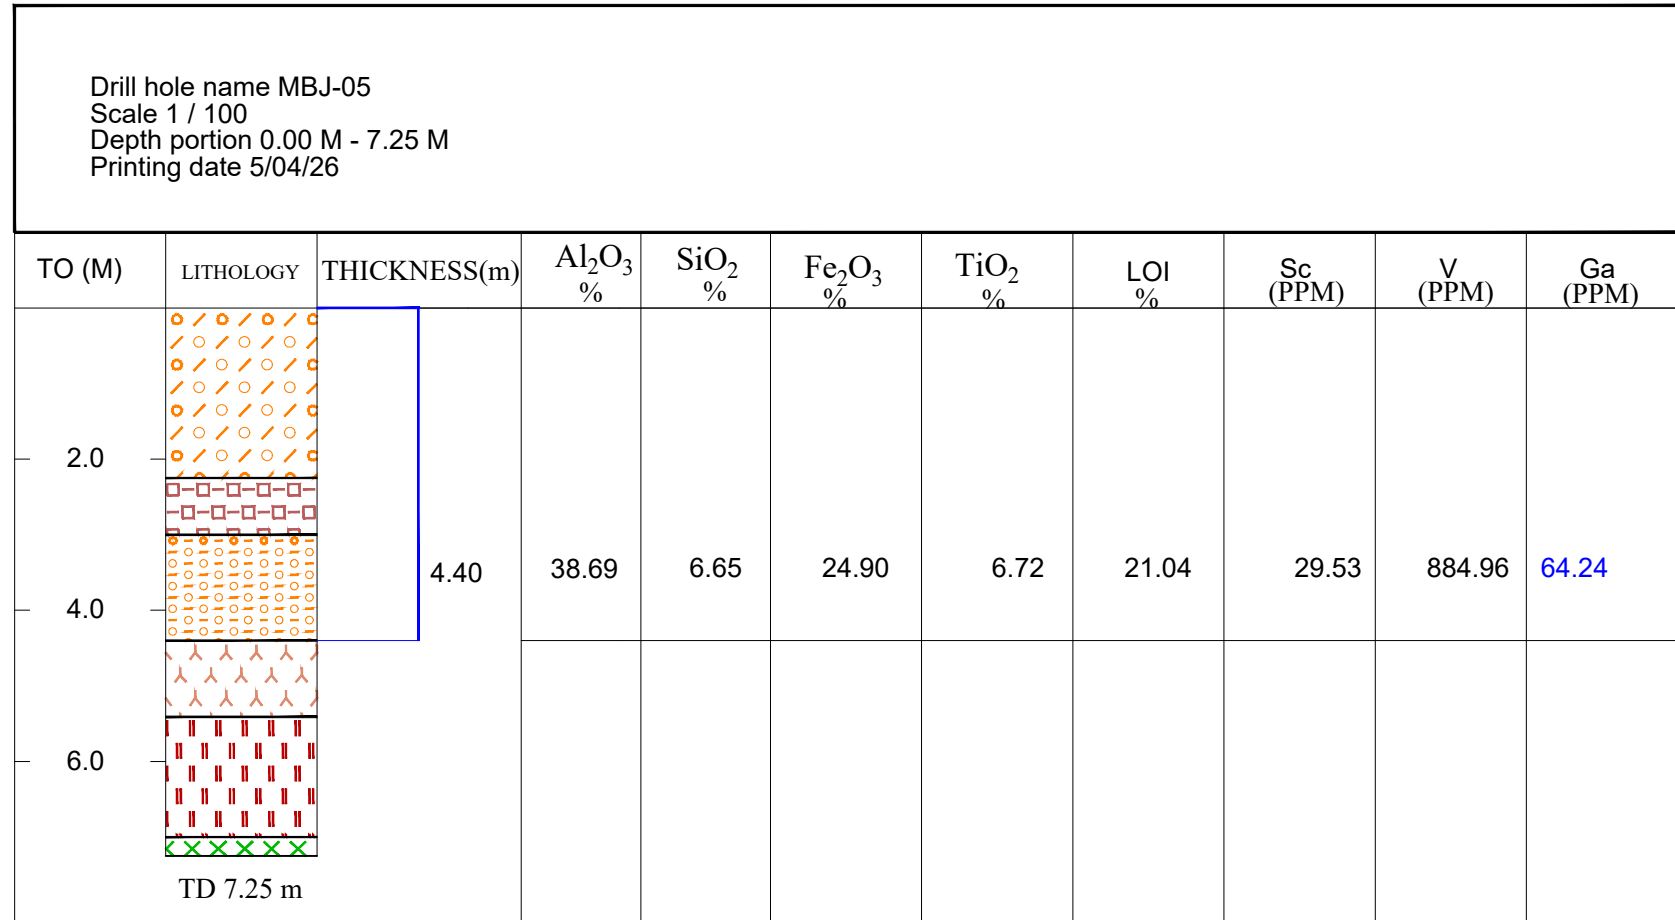 Drill hole name MBJ-05
Scale 1 / 100
Depth portion 0.00 M - 7.25 M
Printing date 5/04/26
TO (M) LITHOLOGY THICKNESS(m) Al₂O₃ % SiO₂ % Fe₂O₃ % TiO₂ % LOI % Sc (PPM) V (PPM) Ga (PPM)
2.0
4.40 38.69 6.65 24.90 6.72 21.04 29.53 884.96 64.24
4.0
6.0
TD 7.25 m